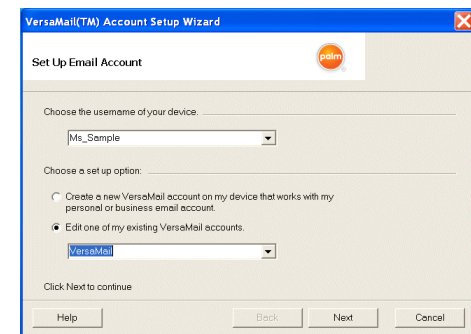 VersaMail(TM) Account Setup Wizard
Set Up Email Account
palm
Choose the username of your device.
Ms_Sample
Choose a set up option:
Create a new VersaMail account on my device that works with my
personal or business email account.
Edit one of my existing VersaMail accounts.
VersaMail
Click Next to continue
Help Back Next Cancel